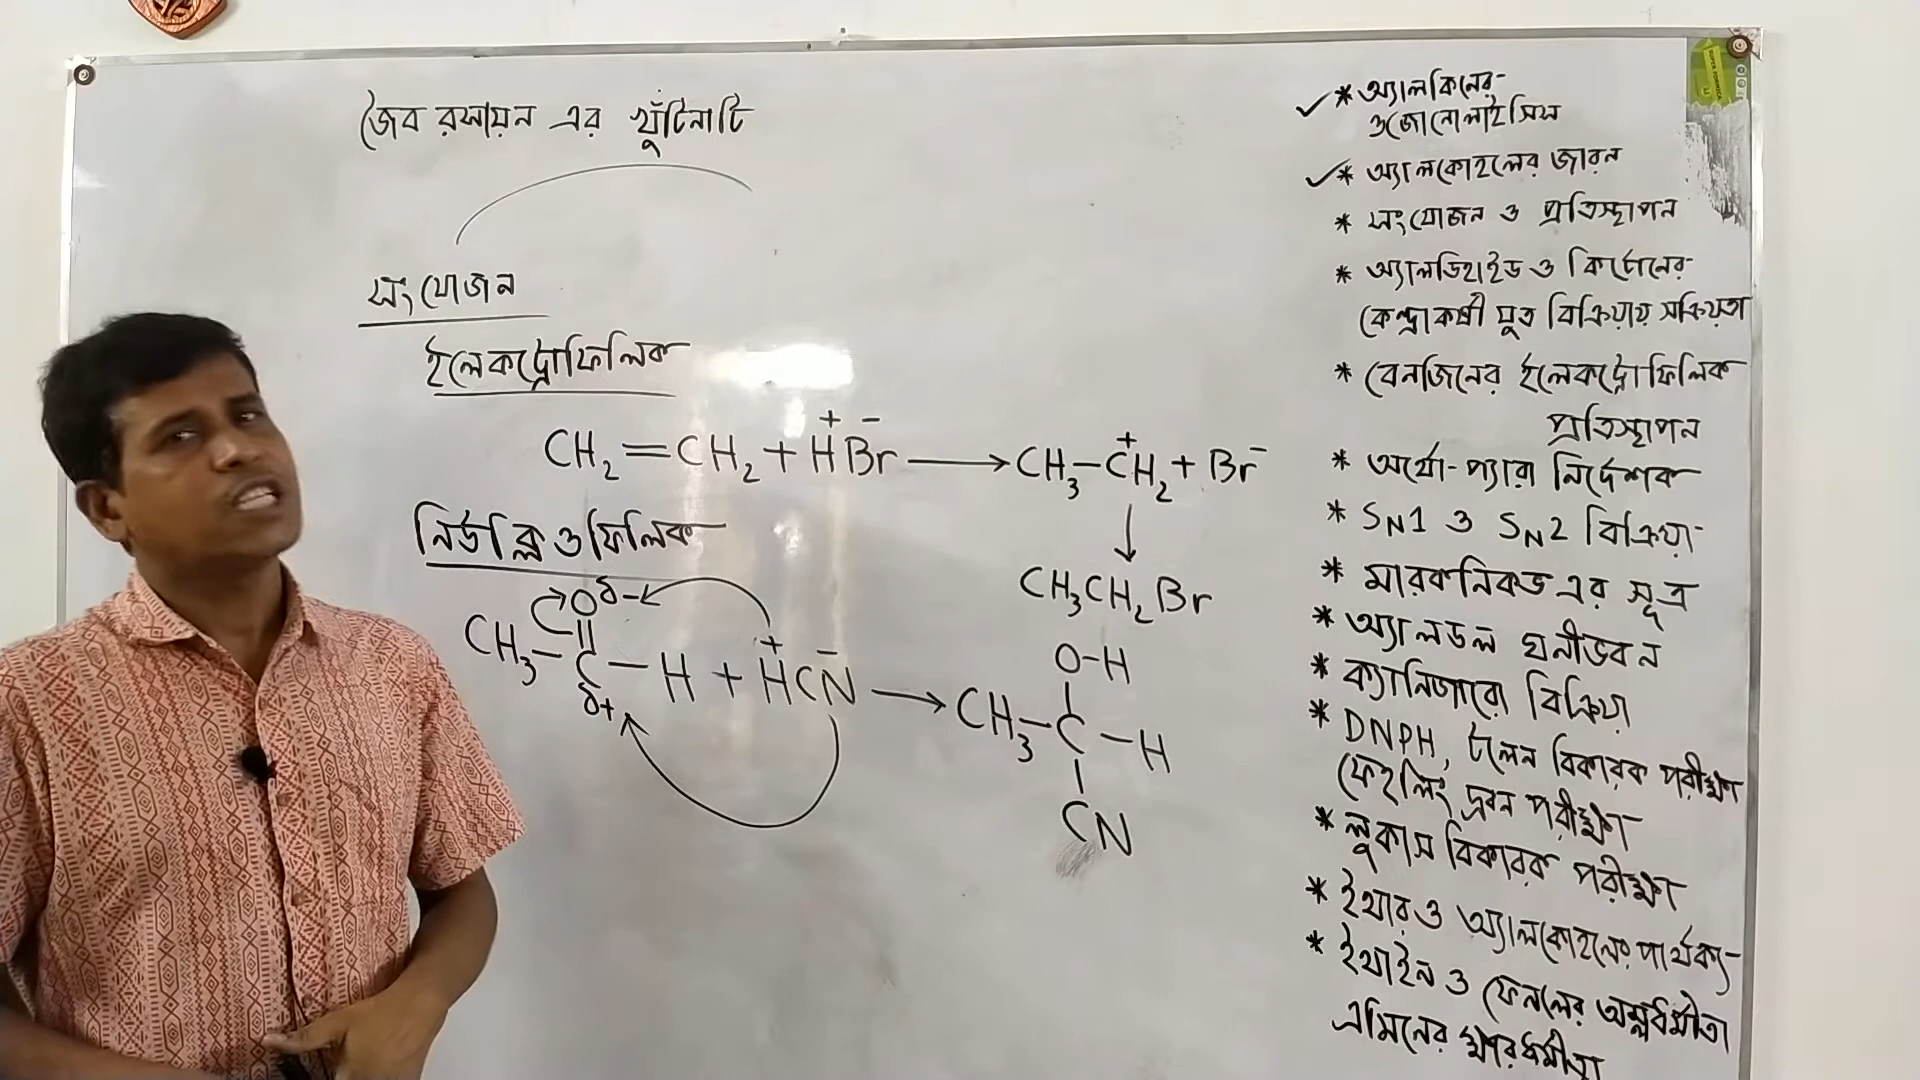 জৈব রসায়ন এর খুঁটিনাটি
সংযোজন
ইলেকট্রোফিলিক
CH₂=CH₂ + H⁺Br⁻ → CH₃-C⁺H₂ + Br⁻
↓
CH₃CH₂Br
নিউক্লিওফিলিক
O δ-
CH₃-C-H + H⁺CN⁻ →
δ+
O-H
CH₃-C-H
CN
✓* অ্যালকিনের
ওজোনোলাইসিস
✓* অ্যালকোহলের জারন
* সংযোজন ও প্রতিস্থাপন
* অ্যালডিহাইড ও কিটোনের
কেন্দ্রাকর্ষী যুত বিক্রিয়ায় সক্রিয়তা
* বেনজিনের ইলেকট্রোফিলিক
প্রতিস্থাপন
* অর্থো-প্যারা নির্দেশক
* SN1 ও SN2 বিক্রিয়া
* মারকনিকভ এর সূত্র
* অ্যালডল ঘনীভবন
* ক্যানিজারো বিক্রিয়া
* DNPH, টলেন বিকারক পরীক্ষা
ফেহলিং দ্রবন পরীক্ষা
* লুকাস বিকারক পরীক্ষা
* ইথার ও অ্যালকোহলের পার্থক্য
* ইথাইন ও ফেনলের অম্লধর্মীতা
এমিনের ক্ষারধর্মীতা